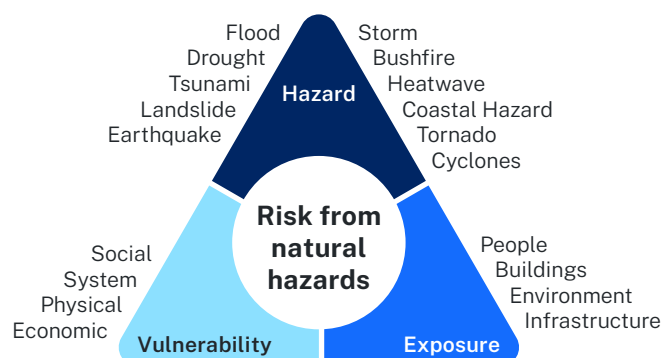 Flood
Drought
Tsunami
Landslide
Earthquake
Storm
Bushfire
Heatwave
Coastal Hazard
Tornado
Cyclones
Hazard
Risk from
natural
hazards
Social
System
Physical
Economic
Vulnerability
People
Buildings
Environment
Infrastructure
Exposure